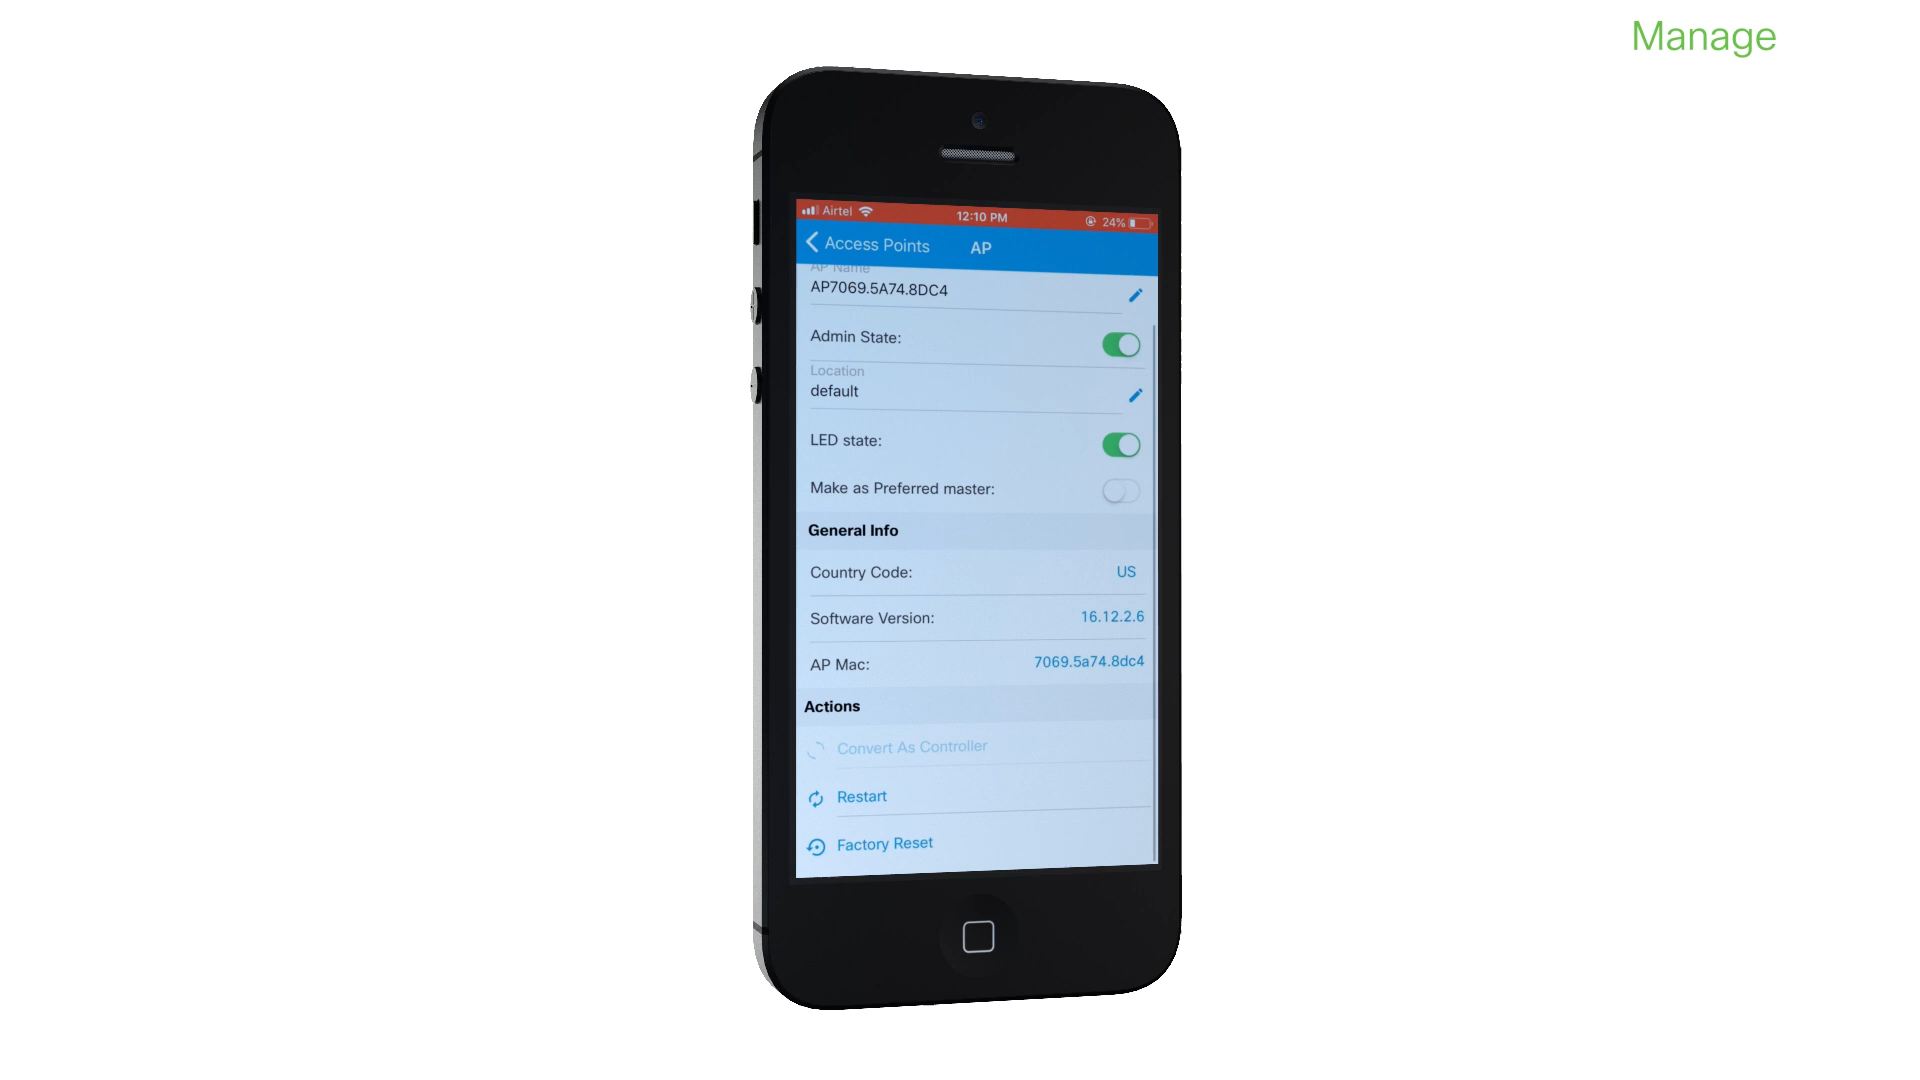 Manage
Airtel 12:10 PM 24%
Access Points AP
AP Name
AP7069.5A74.8DC4
Admin State:
Location
default
LED state:
Make as Preferred master:
General Info
Country Code: US
Software Version: 16.12.2.6
AP Mac: 7069.5a74.8dc4
Actions
Convert As Controller
Restart
Factory Reset